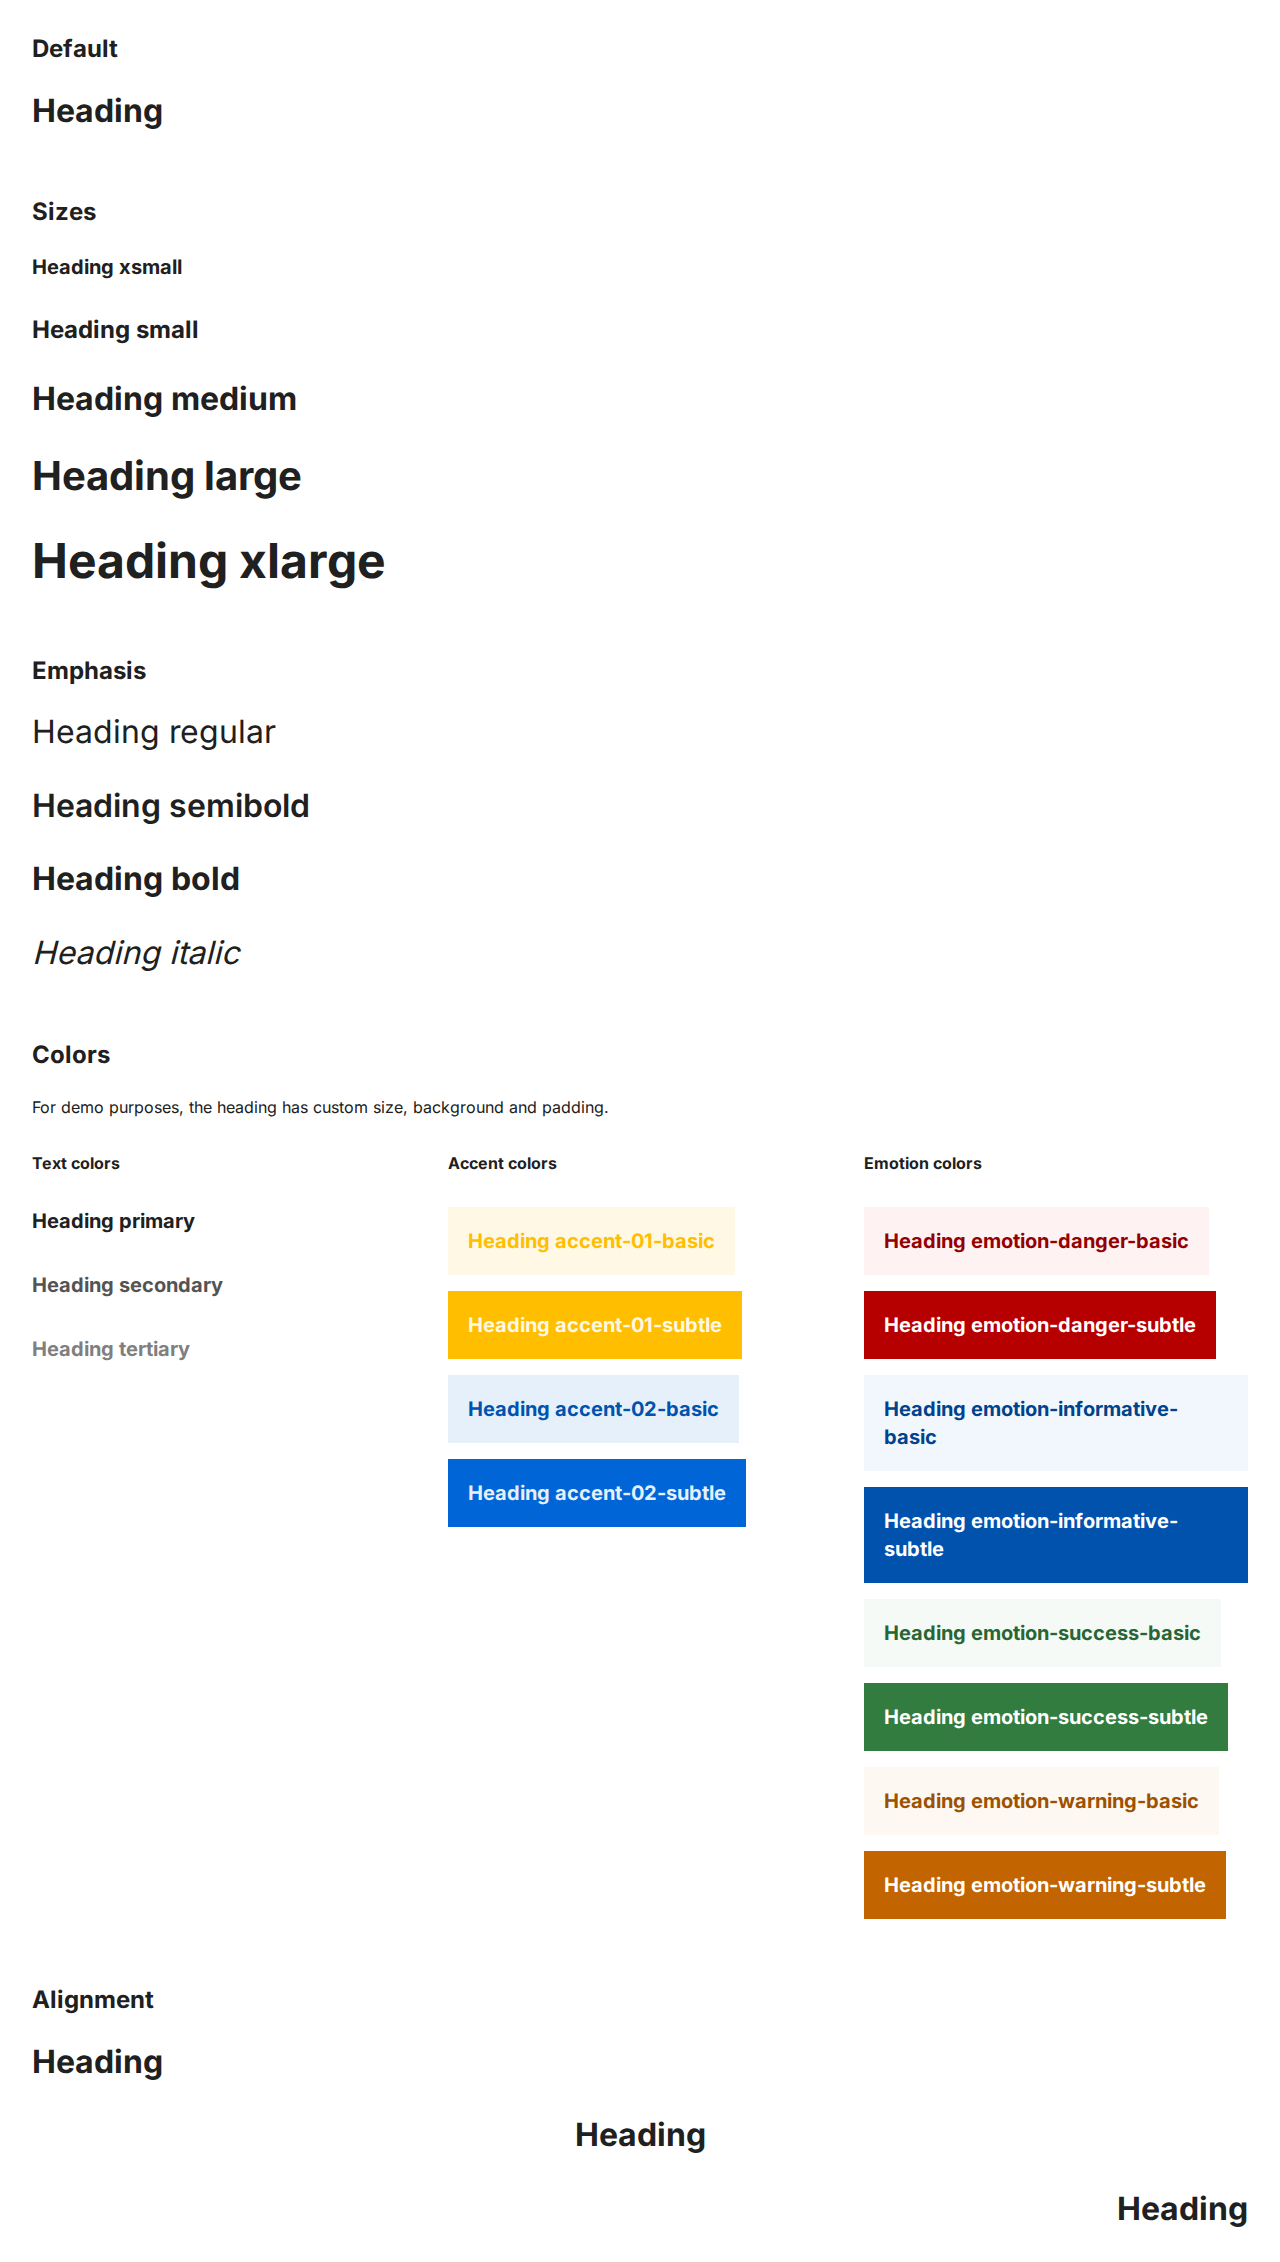 Default
Heading
Sizes
Heading xsmall
Heading small
Heading medium
Heading large
Heading xlarge
Emphasis
Heading regular
Heading semibold
Heading bold
Heading italic
Colors
For demo purposes, the heading has custom size, background and padding.
Text colors
Heading primary
Heading secondary
Heading tertiary
Accent colors
Heading accent-01-basic
Heading accent-01-subtle
Heading accent-02-basic
Heading accent-02-subtle
Emotion colors
Heading emotion-danger-basic
Heading emotion-danger-subtle
Heading emotion-informative-
basic
Heading emotion-informative-
subtle
Heading emotion-success-basic
Heading emotion-success-subtle
Heading emotion-warning-basic
Heading emotion-warning-subtle
Alignment
Heading
Heading
Heading